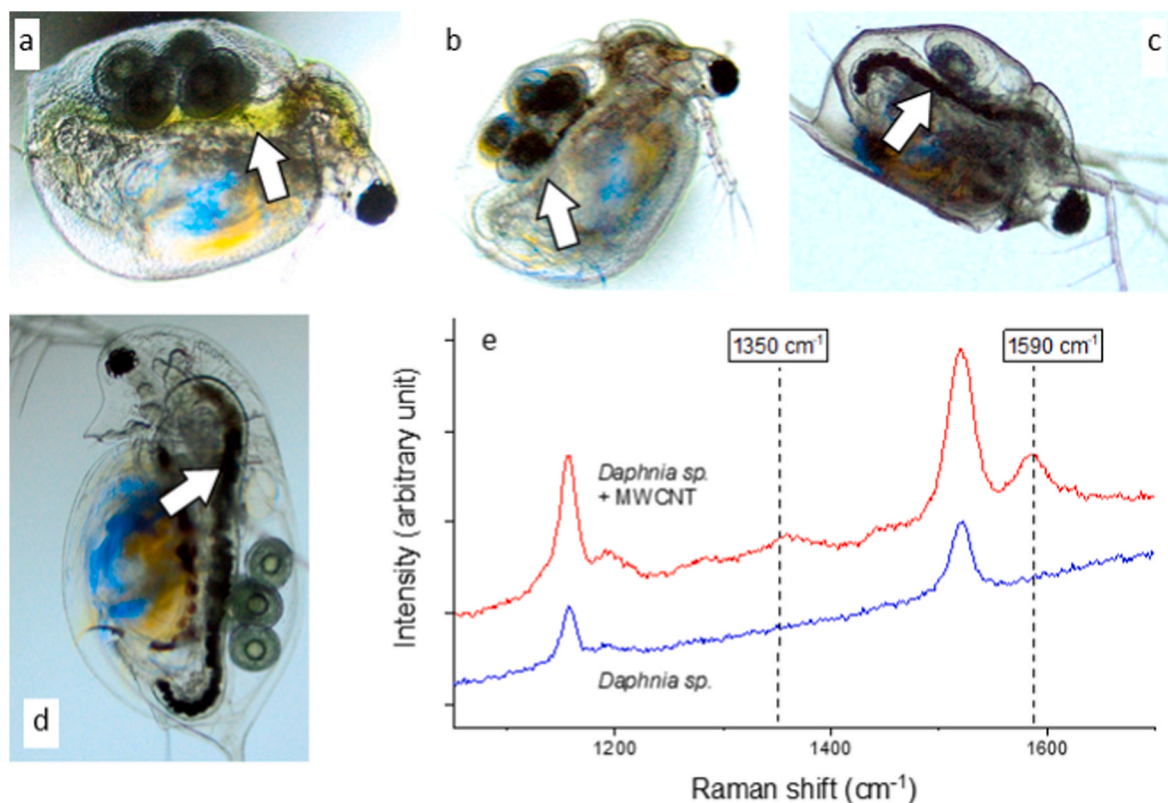 a
b
c
d
e
1350 cm⁻¹
1590 cm⁻¹
Daphnia sp.
+ MWCNT
Daphnia sp.
Intensity (arbitrary unit)
1200
1400
1600
Raman shift (cm⁻¹)